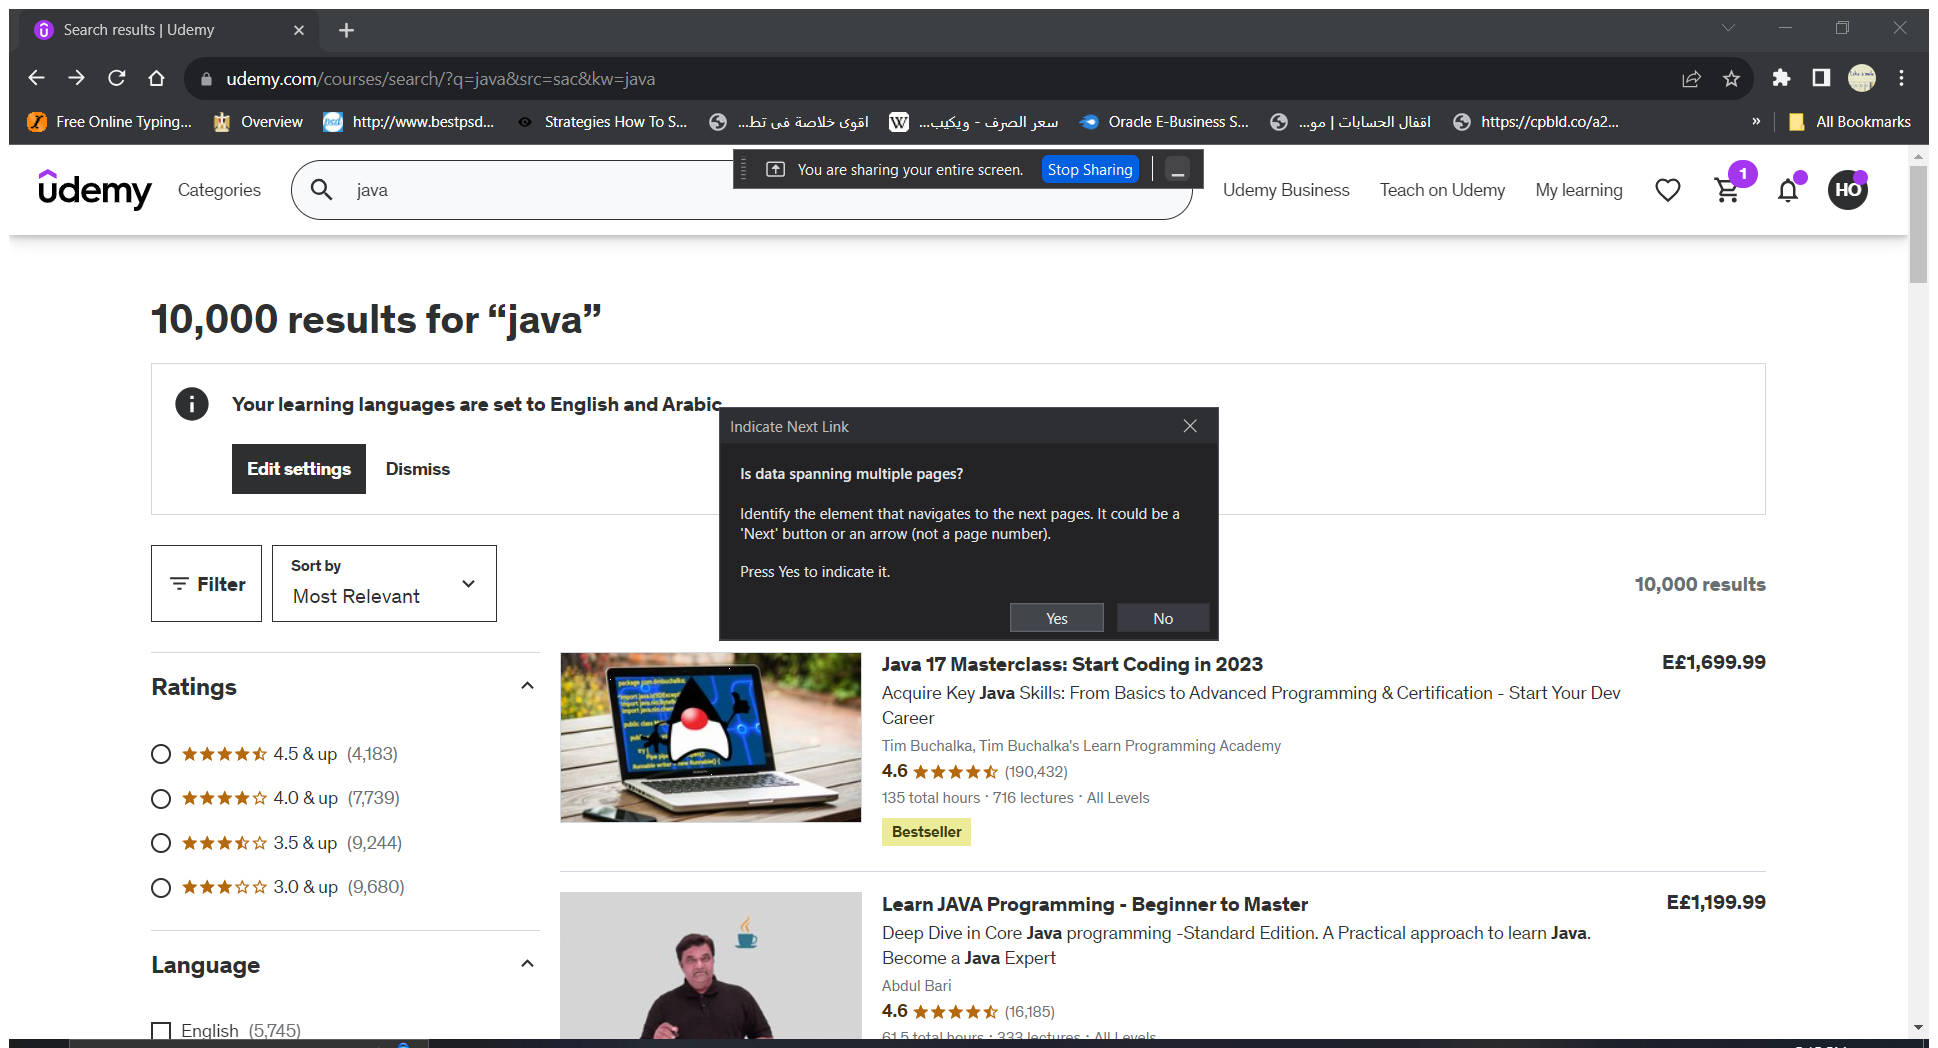 Search results | Udemy
udemy.com/courses/search/?q=java&src=sac&kw=java
Free Online Typing...
Overview
http://www.bestpsd...
Strategies How To S...
اقوى خلاصة فى تط...
سعر الصرف - ويكيب...
Oracle E-Business S...
اقفال الحسابات | مو...
https://cpbld.co/a2...
»
All Bookmarks
You are sharing your entire screen.
Stop Sharing
udemy
Categories
java
Udemy Business
Teach on Udemy
My learning
1
HO
10,000 results for “java”
Your learning languages are set to English and Arabic
Edit settings
Dismiss
Indicate Next Link
Is data spanning multiple pages?
Identify the element that navigates to the next pages. It could be a
'Next' button or an arrow (not a page number).
Press Yes to indicate it.
Yes
No
Filter
Sort by
Most Relevant
10,000 results
Ratings
4.5 & up (4,183)
4.0 & up (7,739)
3.5 & up (9,244)
3.0 & up (9,680)
Language
English (5,745)
Java 17 Masterclass: Start Coding in 2023
E£1,699.99
Acquire Key Java Skills: From Basics to Advanced Programming & Certification - Start Your Dev
Career
Tim Buchalka, Tim Buchalka's Learn Programming Academy
4.6 (190,432)
135 total hours · 716 lectures · All Levels
Bestseller
Learn JAVA Programming - Beginner to Master
E£1,199.99
Deep Dive in Core Java programming -Standard Edition. A Practical approach to learn Java.
Become a Java Expert
Abdul Bari
4.6 (16,185)
61.5 total hours · 333 lectures · All Levels